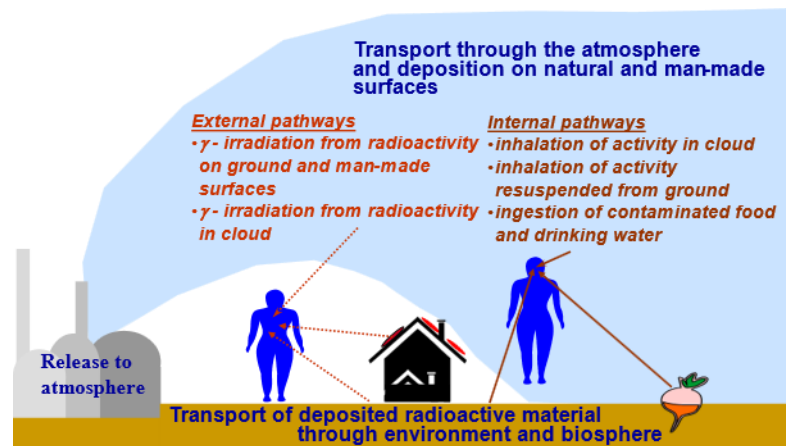 Transport through the atmosphere
and deposition on natural and man-made
surfaces
External pathways
•γ- irradiation from radioactivity
on ground and man-made
surfaces
•γ- irradiation from radioactivity
in cloud
Internal pathways
•inhalation of activity in cloud
•inhalation of activity
resuspended from ground
•ingestion of contaminated food
and drinking water
Release to
atmosphere
Transport of deposited radioactive material
through environment and biosphere